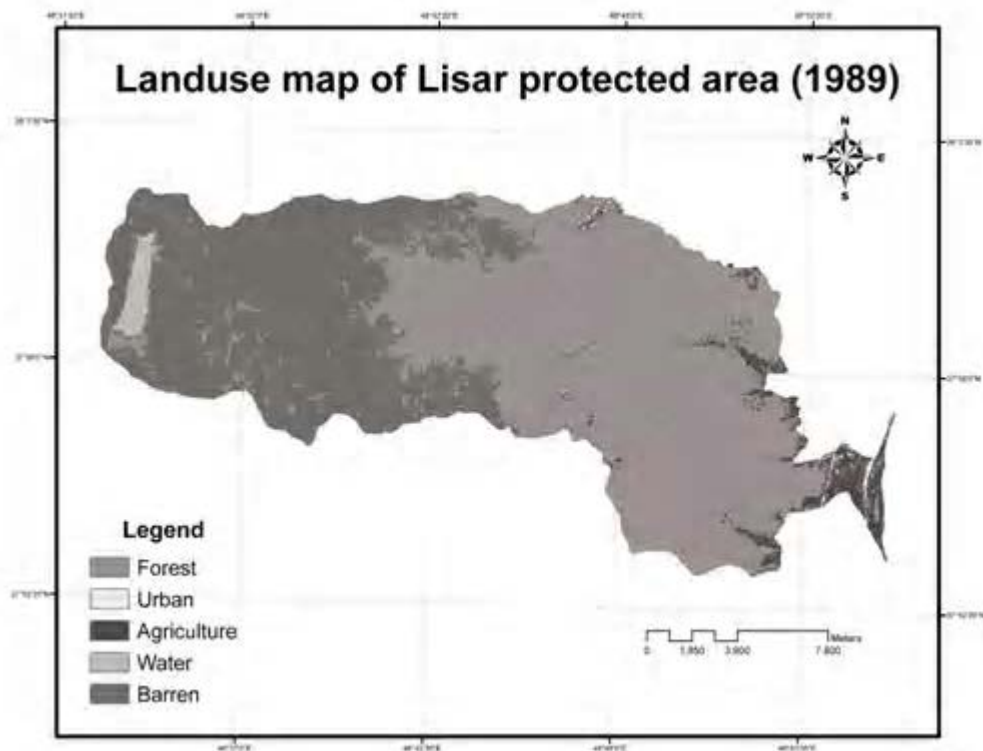 Landuse map of Lisar protected area (1989)
N
W E
S
Legend
Forest
Urban
Agriculture
Water
Barren
Meters
0 1,950 3,900 7,800